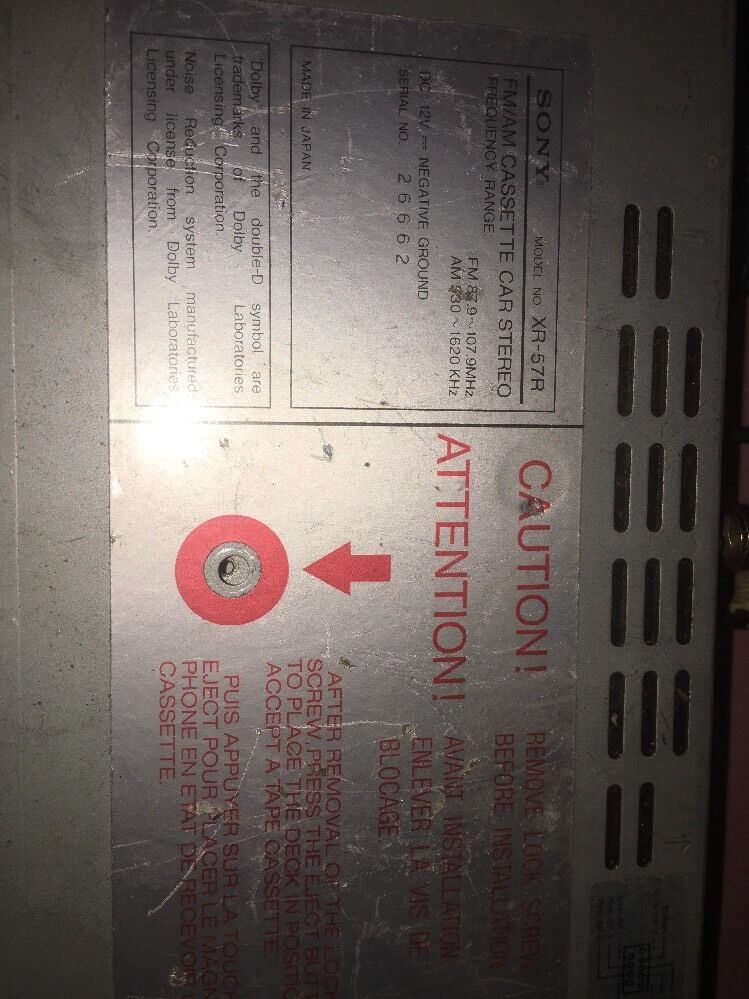 SONY® MODEL NO. XR-57R
FM/AM CASSETTE CAR STEREO
FREQUENCY RANGE:
FM 87.9~107.9MHz
AM 530~1620 KHz
DC 12V NEGATIVE GROUND
SERIAL NO. 26662
MADE IN JAPAN
'Dolby' and the double-D symbol are
trademarks of Dolby Laboratories
Licensing Corporation.
Noise Reduction system manufactured
under license from Dolby Laboratories
Licensing Corporation.
CAUTION!
ATTENTION!
REMOVE LOCK SCREW
BEFORE INSTALLATION
AVANT INSTALLATION
ENLEVER LA VIS DE
BLOCAGE.
AFTER REMOVAL OF THE LOCK
SCREW, PRESS THE EJECT BUTT
TO PLACE THE DECK IN POSITIO
ACCEPT A TAPE CASSETTE.
PUIS APPUYER SUR LA TOUCH
EJECT POUR PLACER LE MAGN
PHONE EN ETAT DE RECEVOIR
CASSETTE.